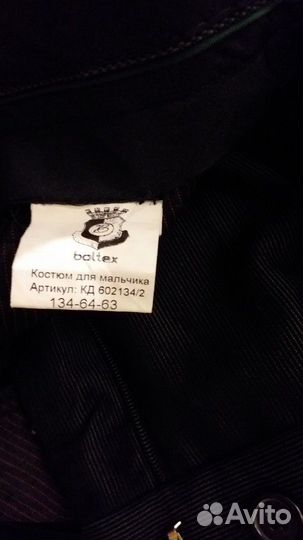 baltex
Костюм для мальчика
Артикул: КД 602134/2
134-64-63
Avito